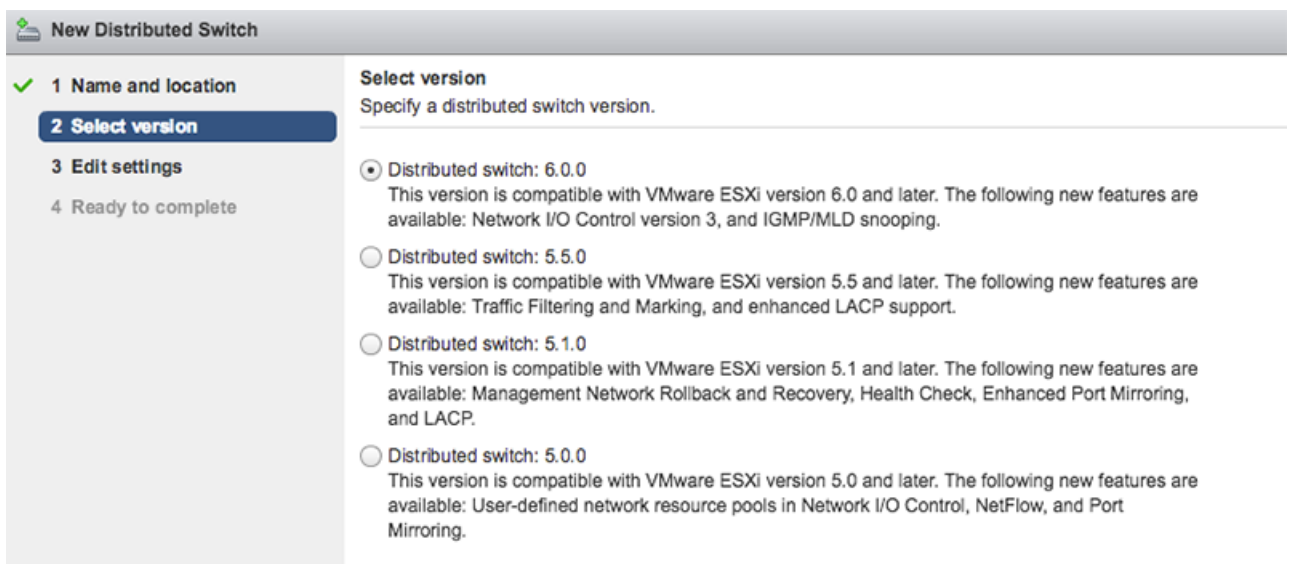 New Distributed Switch
1 Name and location
2 Select version
3 Edit settings
4 Ready to complete
Select version
Specify a distributed switch version.
Distributed switch: 6.0.0
This version is compatible with VMware ESXi version 6.0 and later. The following new features are
available: Network I/O Control version 3, and IGMP/MLD snooping.
Distributed switch: 5.5.0
This version is compatible with VMware ESXi version 5.5 and later. The following new features are
available: Traffic Filtering and Marking, and enhanced LACP support.
Distributed switch: 5.1.0
This version is compatible with VMware ESXi version 5.1 and later. The following new features are
available: Management Network Rollback and Recovery, Health Check, Enhanced Port Mirroring,
and LACP.
Distributed switch: 5.0.0
This version is compatible with VMware ESXi version 5.0 and later. The following new features are
available: User-defined network resource pools in Network I/O Control, NetFlow, and Port
Mirroring.